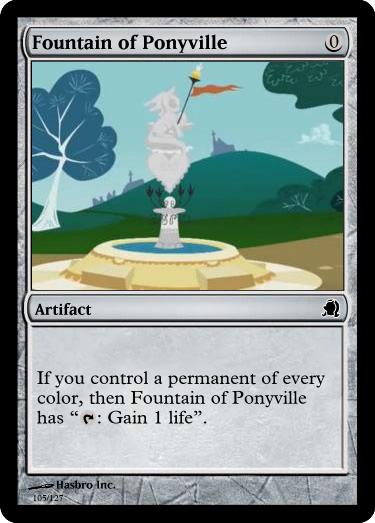 Fountain of Ponyville 0
Artifact
If you control a permanent of every
color, then Fountain of Ponyville
has “ : Gain 1 life”.
Hasbro Inc.
105/127